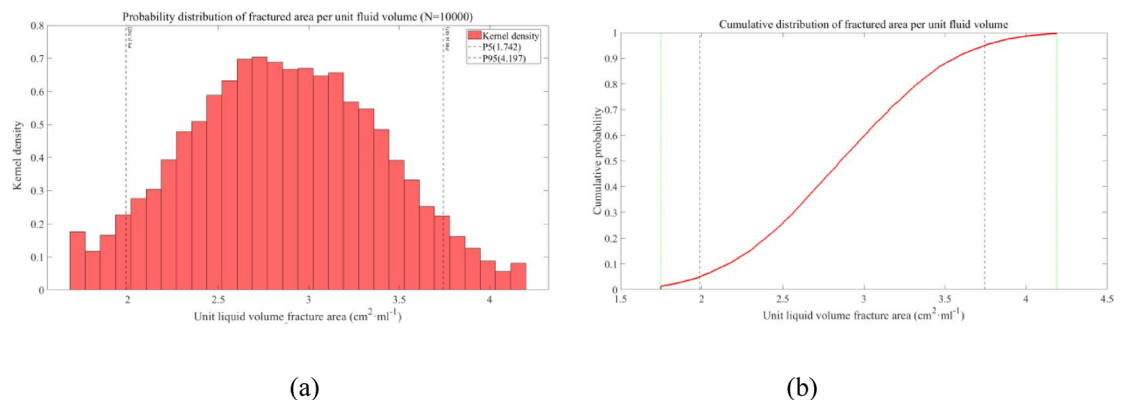 Probability distribution of fractured area per unit fluid volume (N=10000)
Kernel density
P5(1.742)
P95(4.197)
0.8
0.7
0.6
0.5
0.4
0.3
0.2
0.1
0
Kernel density
2
2.5
3
3.5
4
Unit liquid volume_fracture area (cm²·ml⁻¹)
(a)
Cumulative distribution of fractured area per unit fluid volume
1
0.9
0.8
0.7
0.6
0.5
0.4
0.3
0.2
0.1
0
Cumulative probability
1.5
2
2.5
3
3.5
4
4.5
Unit liquid volume fracture area (cm²·ml⁻¹)
(b)